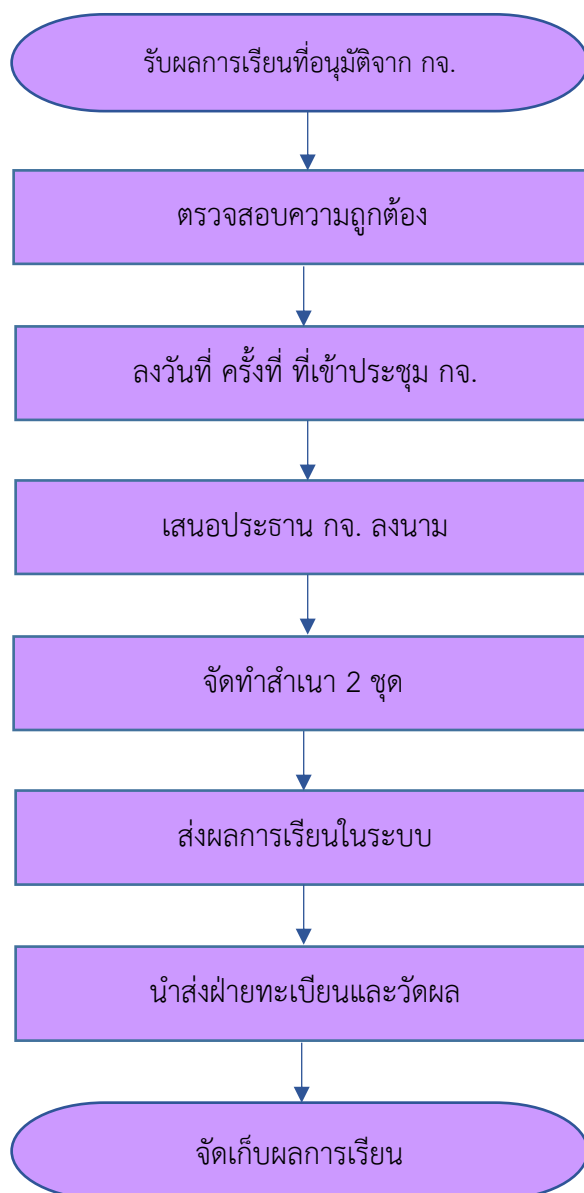 รับผลการเรียนที่อนุมัติจาก กจ.
ตรวจสอบความถูกต้อง
ลงวันที่ ครั้งที่ ที่เข้าประชุม กจ.
เสนอประธาน กจ. ลงนาม
จัดทำสำเนา 2 ชุด
ส่งผลการเรียนในระบบ
นำส่งฝ่ายทะเบียนและวัดผล
จัดเก็บผลการเรียน